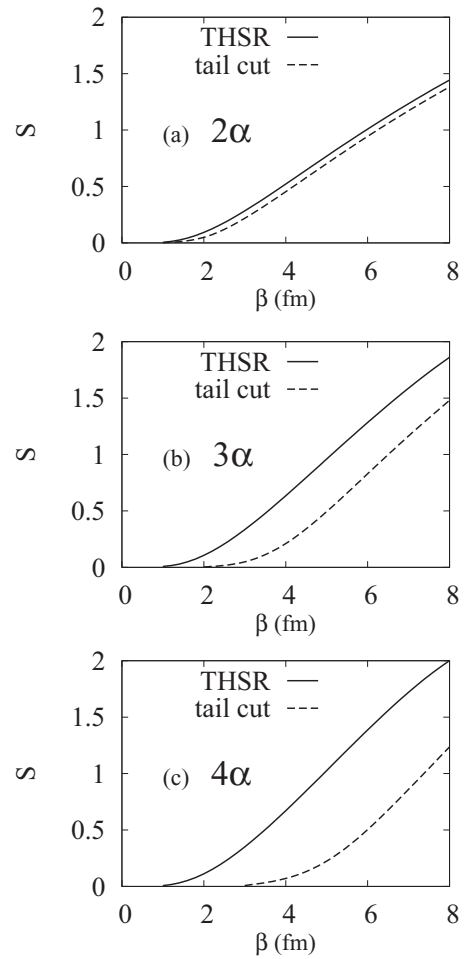 2
THSR
tail cut
1.5
S
1
(a) 2α
0.5
0
0 2 4 6 8
β (fm)
2
THSR
tail cut
1.5
S
1
(b) 3α
0.5
0
0 2 4 6 8
β (fm)
2
THSR
tail cut
1.5
S
1
(c) 4α
0.5
0
0 2 4 6 8
β (fm)